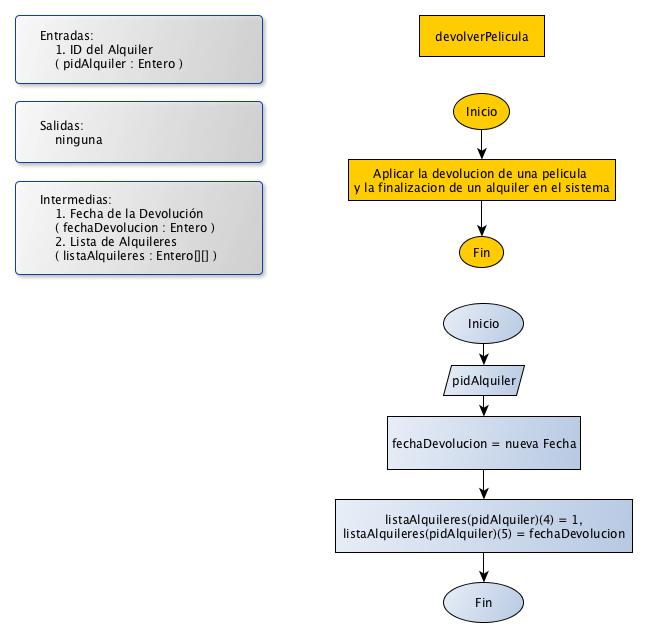 Entradas:
1. ID del Alquiler
( pidAlquiler : Entero )
Salidas:
ninguna
Intermedias:
1. Fecha de la Devolución
( fechaDevolucion : Entero )
2. Lista de Alquileres
( listaAlquileres : Entero[][] )
devolverPelicula
Inicio
Aplicar la devolucion de una pelicula
y la finalizacion de un alquiler en el sistema
Fin
Inicio
pidAlquiler
fechaDevolucion = nueva Fecha
listaAlquileres(pidAlquiler)(4) = 1,
listaAlquileres(pidAlquiler)(5) = fechaDevolucion
Fin